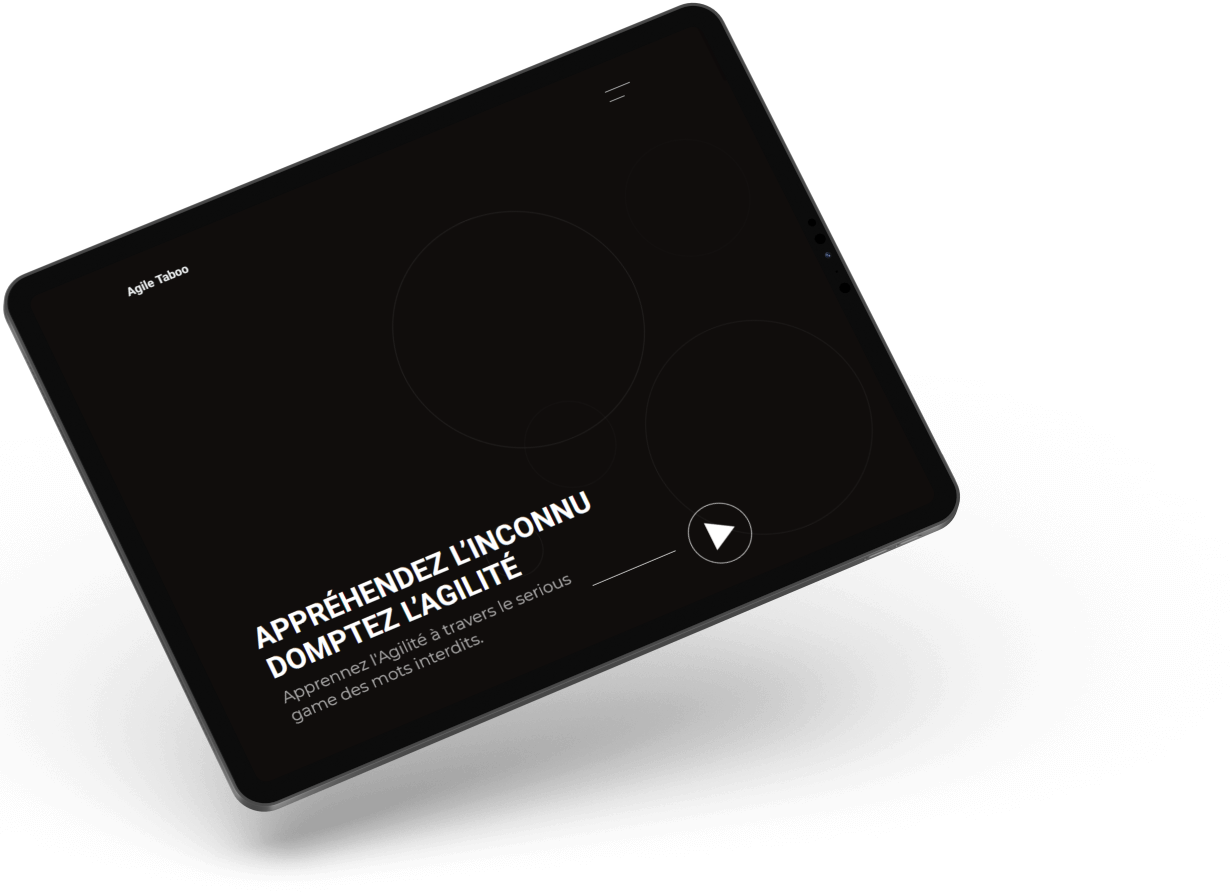 Agile Taboo
APPRÉHENDEZ L’INCONNU
DOMPTEZ L’AGILITÉ
Apprennez l'Agilité à travers le serious
game des mots interdits.